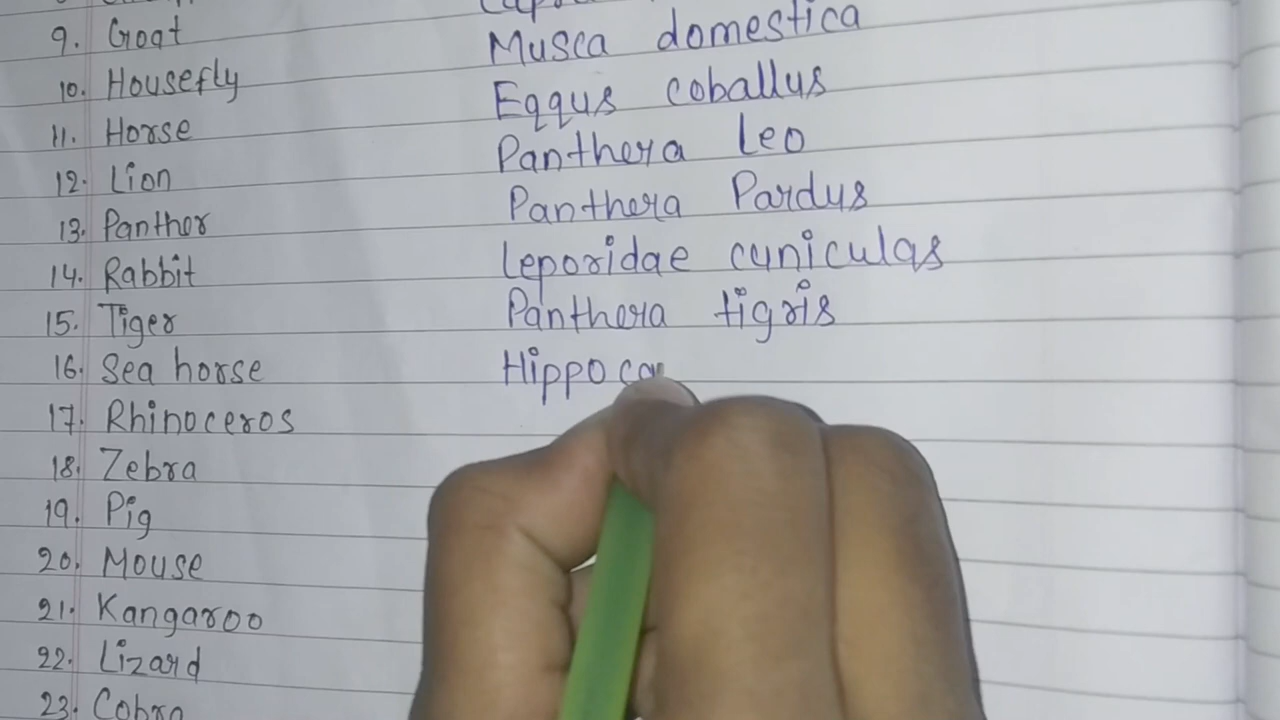 9. Goat
10. Housefly Musca domestica
11. Horse Eqqus coballus
12. Lion Panthera Leo
13. Panther Panthera Pardus
14. Rabbit Leporidae cuniculas
15. Tiger Panthera tigris
16. Sea horse Hippoca
17. Rhinoceros
18. Zebra
19. Pig
20. Mouse
21. Kangaroo
22. Lizard
23. Cobra